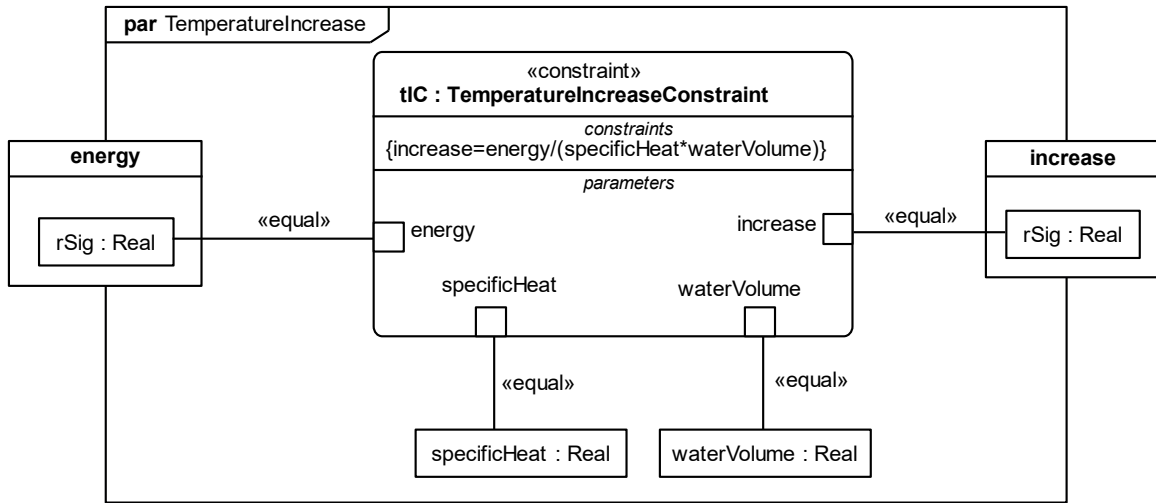 par TemperatureIncrease
«constraint»
tIC : TemperatureIncreaseConstraint
constraints
{increase=energy/(specificHeat*waterVolume)}
parameters
energy
rSig : Real
«equal»
energy
increase
«equal»
increase
rSig : Real
specificHeat
waterVolume
«equal»
«equal»
specificHeat : Real
waterVolume : Real